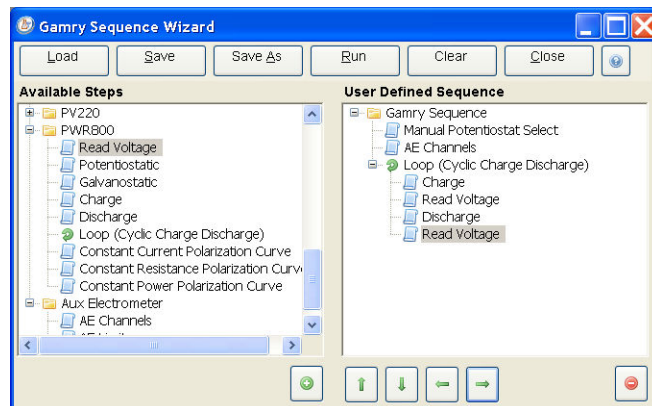 Gamry Sequence Wizard
Load Save Save As Run Clear Close
Available Steps
PV220
PWR800
Read Voltage
Potentiostatic
Galvanostatic
Charge
Discharge
Loop (Cyclic Charge Discharge)
Constant Current Polarization Curve
Constant Resistance Polarization Curv
Constant Power Polarization Curve
Aux Electrometer
AE Channels
User Defined Sequence
Gamry Sequence
Manual Potentiostat Select
AE Channels
Loop (Cyclic Charge Discharge)
Charge
Read Voltage
Discharge
Read Voltage